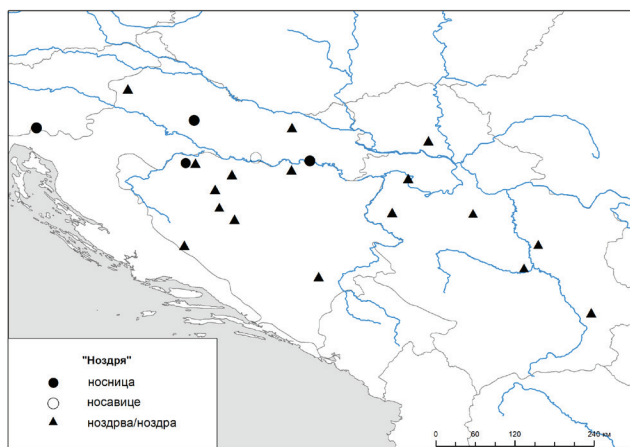 "Ноздря"
носница
носавице
ноздрва/ноздра
0 60 120 240 км